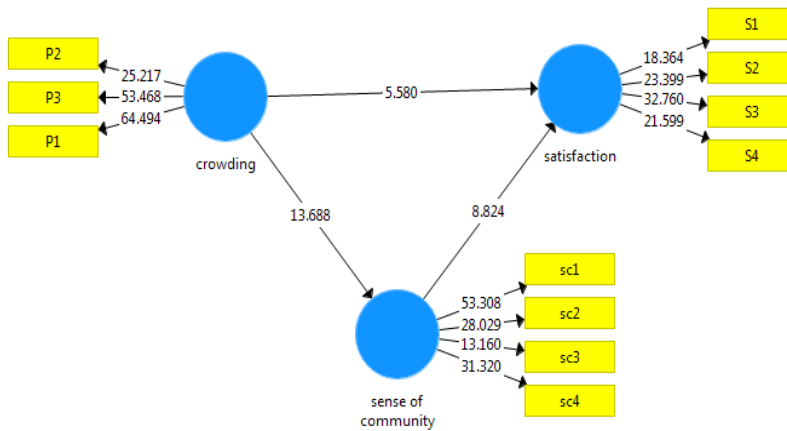 P2
P3
P1
25.217
53.468
64.494
crowding
5.580
13.688
8.824
satisfaction
18.364
23.399
32.760
21.599
S1
S2
S3
S4
sense of
community
53.308
28.029
13.160
31.320
sc1
sc2
sc3
sc4